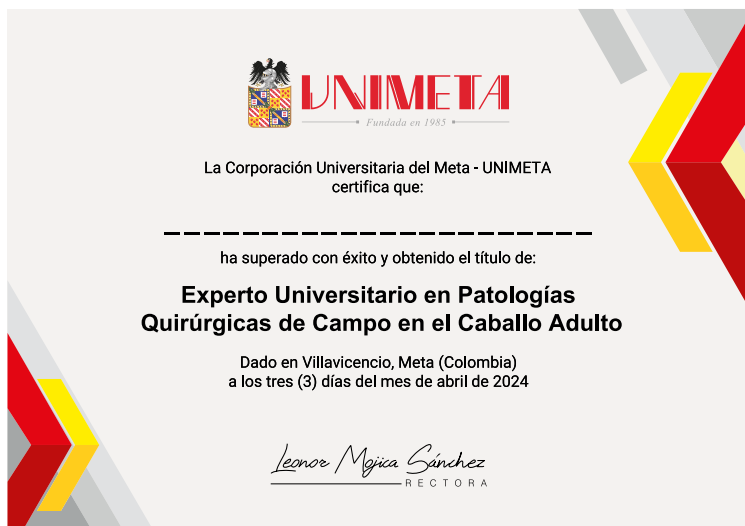 UNIMETA
Fundada en 1985
La Corporación Universitaria del Meta - UNIMETA
certifica que:
ha superado con éxito y obtenido el título de:
Experto Universitario en Patologías
Quirúrgicas de Campo en el Caballo Adulto
Dado en Villavicencio, Meta (Colombia)
a los tres (3) días del mes de abril de 2024
Leonor Mojica Sánchez
RECTORA